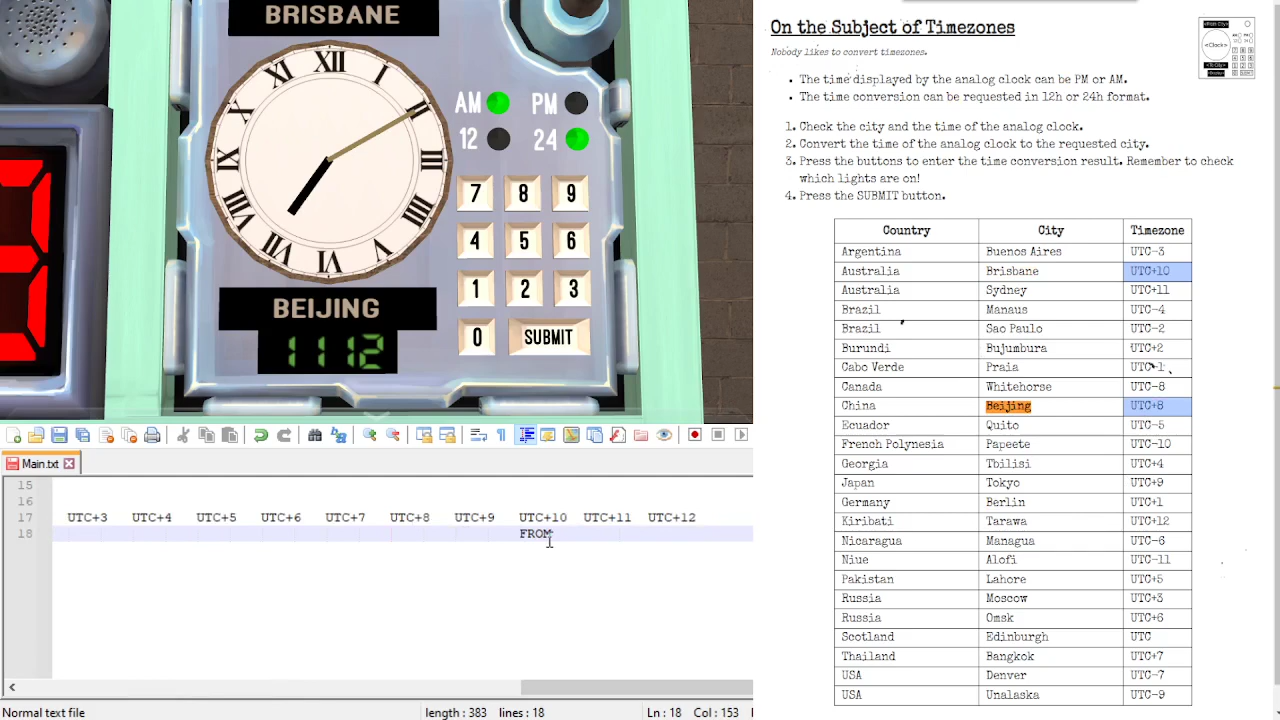 BRISBANE
XII
I
II
III
IIII
V
VI
VII
VIII
IX
X
XI
AM PM
12 24
7 8 9
4 5 6
1 2 3
0 SUBMIT
BEIJING
1112
Main.txt
15
16
17 UTC+3 UTC+4 UTC+5 UTC+6 UTC+7 UTC+8 UTC+9 UTC+10 UTC+11 UTC+12
18 FROM
Normal text file length : 383 lines : 18 Ln : 18 Col : 153
On the Subject of Timezones
Nobody likes to convert timezones.
• The time displayed by the analog clock can be PM or AM.
• The time conversion can be requested in 12h or 24h format.
1. Check the city and the time of the analog clock.
2. Convert the time of the analog clock to the requested city.
3. Press the buttons to enter the time conversion result. Remember to check
which lights are on!
4. Press the SUBMIT button.
Country City Timezone
Argentina Buenos Aires UTC-3
Australia Brisbane UTC+10
Australia Sydney UTC+11
Brazil Manaus UTC-4
Brazil Sao Paulo UTC-2
Burundi Bujumbura UTC+2
Cabo Verde Praia UTC-1
Canada Whitehorse UTC-8
China Beijing UTC+8
Ecuador Quito UTC-5
French Polynesia Papeete UTC-10
Georgia Tbilisi UTC+4
Japan Tokyo UTC+9
Germany Berlin UTC+1
Kiribati Tarawa UTC+12
Nicaragua Managua UTC-6
Niue Alofi UTC-11
Pakistan Lahore UTC+5
Russia Moscow UTC+3
Russia Omsk UTC+6
Scotland Edinburgh UTC
Thailand Bangkok UTC+7
USA Denver UTC-7
USA Unalaska UTC-9